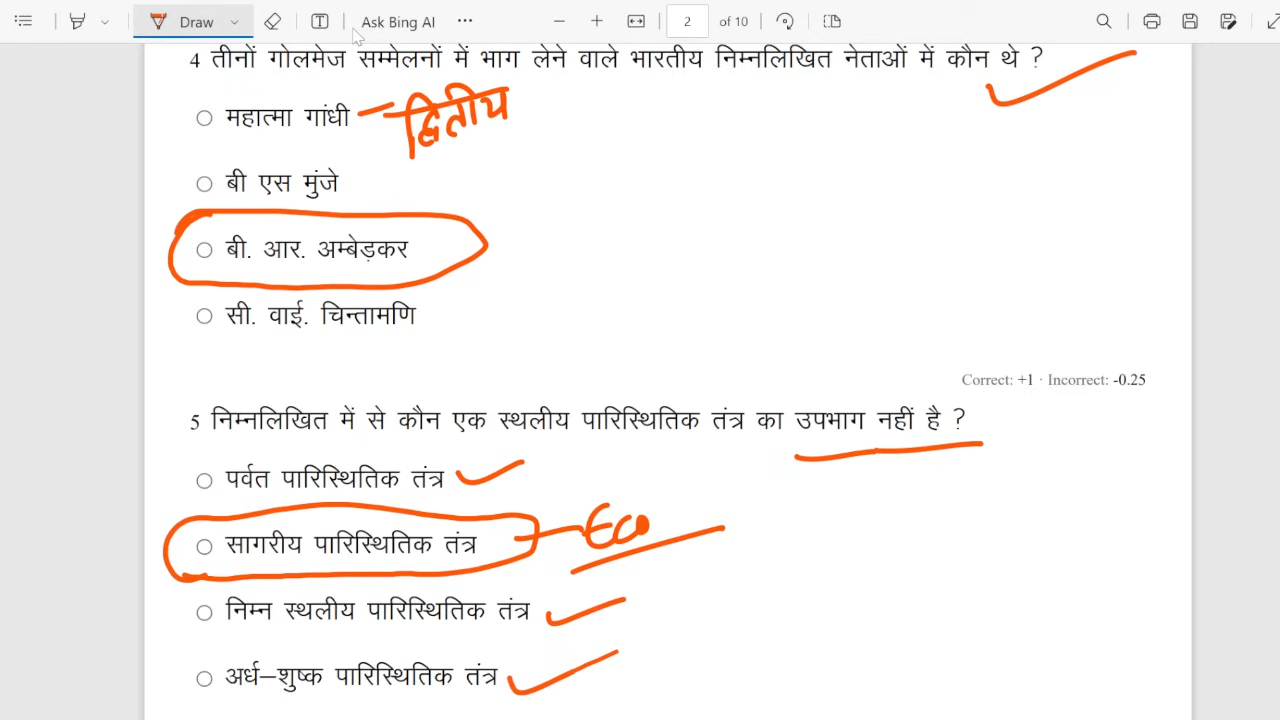 Draw
Ask Bing AI
2 of 10
4 तीनों गोलमेज सम्मेलनों में भाग लेने वाले भारतीय निम्नलिखित नेताओं में कौन थे ?
महात्मा गांधी – द्वितीय
बी एस मुंजे
बी. आर. अम्बेड़कर
सी. वाई. चिन्तामणि
Correct: +1 · Incorrect: -0.25
5 निम्नलिखित में से कौन एक स्थलीय पारिस्थितिक तंत्र का उपभाग नहीं है ?
पर्वत पारिस्थितिक तंत्र
सागरीय पारिस्थितिक तंत्र – Eco
निम्न स्थलीय पारिस्थितिक तंत्र
अर्ध–शुष्क पारिस्थितिक तंत्र